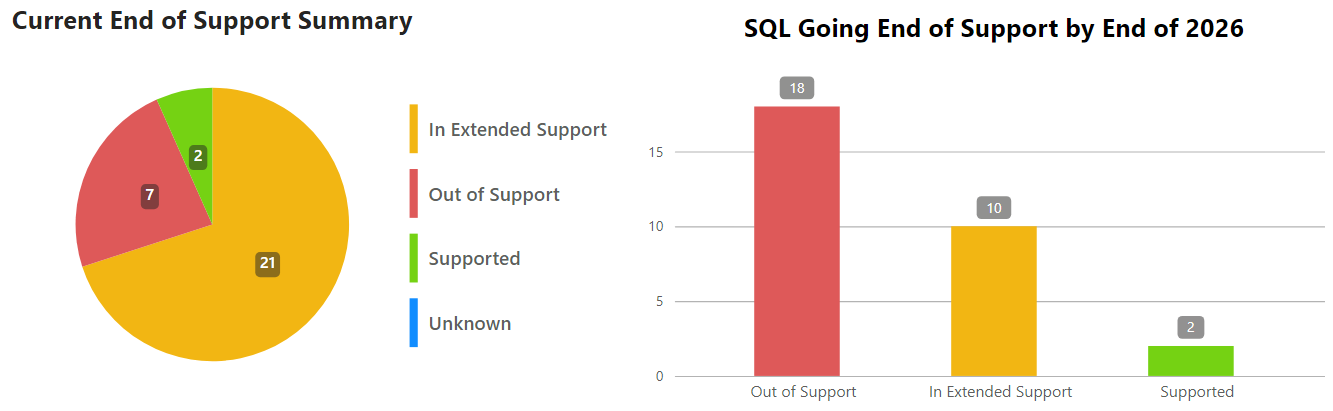 Current End of Support Summary
2
7
21
In Extended Support
Out of Support
Supported
Unknown
SQL Going End of Support by End of 2026
18
15
10
10
5
2
0
Out of Support
In Extended Support
Supported